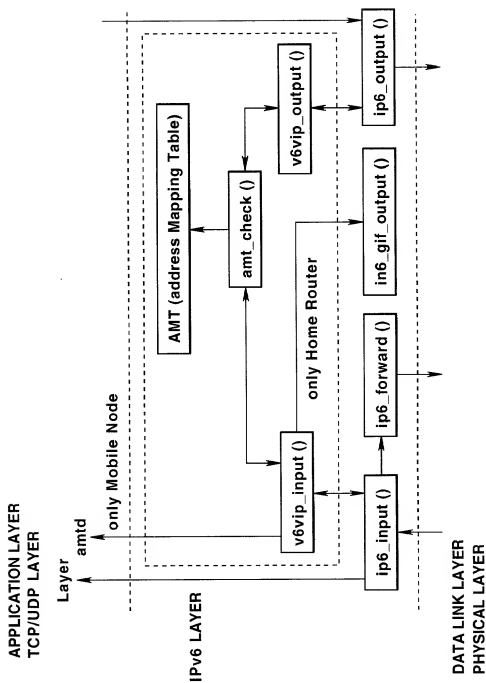 APPLICATION LAYER
TCP/UDP LAYER
Layer
amtd
only Mobile Node
IPv6 LAYER
AMT (address Mapping Table)
amt_check ()
v6vip_input ()
v6vip_output ()
only Home Router
ip6_input ()
ip6_forward ()
in6_gif_output ()
ip6_output ()
DATA LINK LAYER
PHYSICAL LAYER